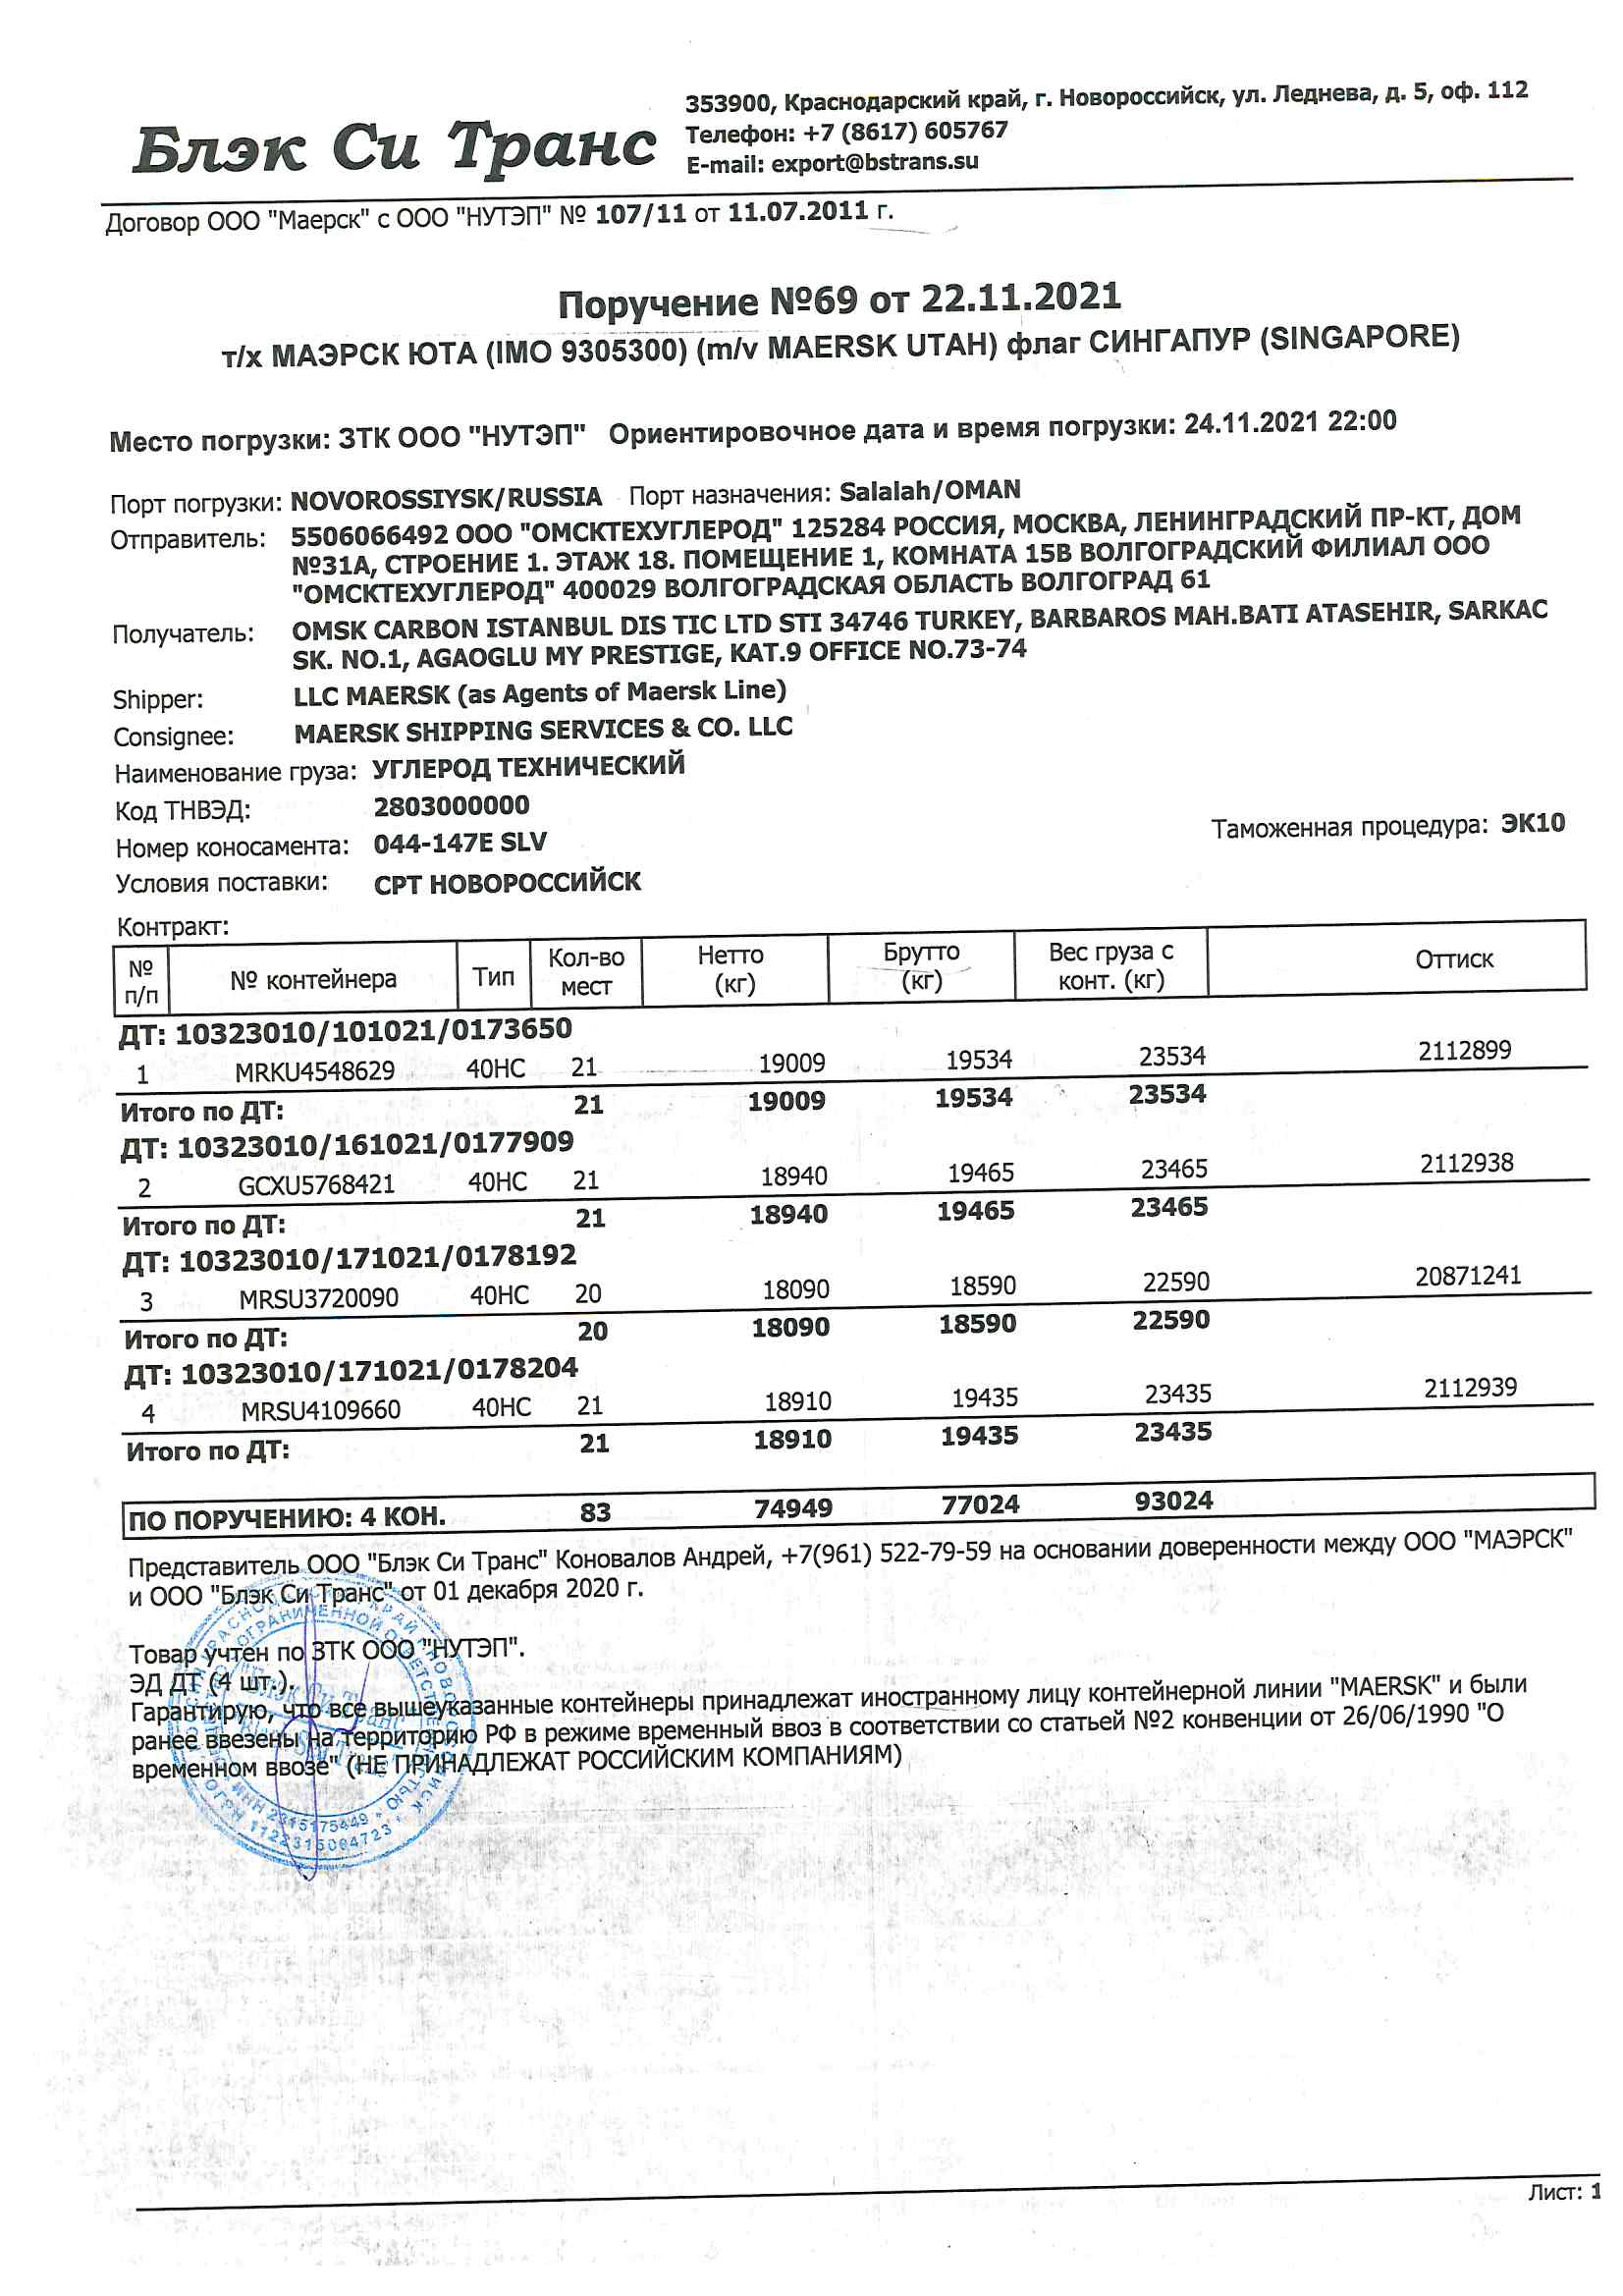 Блэк Си Транс
353900, Краснодарский край, г. Новороссийск, ул. Леднева, д. 5, оф. 112
Телефон: +7 (8617) 605767
E-mail: export@bstrans.su
Договор ООО "Маерск" с ООО "НУТЭП" № 107/11 от 11.07.2011 г.
Поручение №69 от 22.11.2021
т/х МАЭРСК ЮТА (IMO 9305300) (m/v MAERSK UTAH) флаг СИНГАПУР (SINGAPORE)
Место погрузки: ЗТК ООО "НУТЭП" Ориентировочное дата и время погрузки: 24.11.2021 22:00
Порт погрузки: NOVOROSSIYSK/RUSSIA Порт назначения: Salalah/OMAN
Отправитель: 5506066492 ООО "ОМСКТЕХУГЛЕРОД" 125284 РОССИЯ, МОСКВА, ЛЕНИНГРАДСКИЙ ПР-КТ, ДОМ
№31А, СТРОЕНИЕ 1. ЭТАЖ 18. ПОМЕЩЕНИЕ 1, КОМНАТА 15В ВОЛГОГРАДСКИЙ ФИЛИАЛ ООО
"ОМСКТЕХУГЛЕРОД" 400029 ВОЛГОГРАДСКАЯ ОБЛАСТЬ ВОЛГОГРАД 61
Получатель: OMSK CARBON ISTANBUL DIS TIC LTD STI 34746 TURKEY, BARBAROS MAH.BATI ATASEHIR, SARKAC
SK. NO.1, AGAOGLU MY PRESTIGE, KAT.9 OFFICE NO.73-74
Shipper: LLC MAERSK (as Agents of Maersk Line)
Consignee: MAERSK SHIPPING SERVICES & CO. LLC
Наименование груза: УГЛЕРОД ТЕХНИЧЕСКИЙ
Код ТНВЭД: 2803000000
Номер коносамента: 044-147E SLV Таможенная процедура: ЭК10
Условия поставки: CPT НОВОРОССИЙСК
Контракт:
№ п/п № контейнера Тип Кол-во мест Нетто (кг) Брутто (кг) Вес груза с конт. (кг) Оттиск
ДТ: 10323010/101021/0173650
1 MRKU4548629 40HC 21 19009 19534 23534 2112899
Итого по ДТ: 21 19009 19534 23534
ДТ: 10323010/161021/0177909
2 GCXU5768421 40HC 21 18940 19465 23465 2112938
Итого по ДТ: 21 18940 19465 23465
ДТ: 10323010/171021/0178192
3 MRSU3720090 40HC 20 18090 18590 22590 20871241
Итого по ДТ: 20 18090 18590 22590
ДТ: 10323010/171021/0178204
4 MRSU4109660 40HC 21 18910 19435 23435 2112939
Итого по ДТ: 21 18910 19435 23435
ПО ПОРУЧЕНИЮ: 4 КОН. 83 74949 77024 93024
Представитель ООО "Блэк Си Транс" Коновалов Андрей, +7(961) 522-79-59 на основании доверенности между ООО "МАЭРСК"
и ООО "Блэк Си Транс" от 01 декабря 2020 г.
Товар учтен по ЗТК ООО "НУТЭП".
ЭД ДТ (4 шт.).
Гарантирую, что все вышеуказанные контейнеры принадлежат иностранному лицу контейнерной линии "MAERSK" и были
ранее ввезены на территорию РФ в режиме временный ввоз в соответствии со статьей №2 конвенции от 26/06/1990 "О
временном ввозе" (НЕ ПРИНАДЛЕЖАТ РОССИЙСКИМ КОМПАНИЯМ)
ИНН 2315175449
Лист: 1